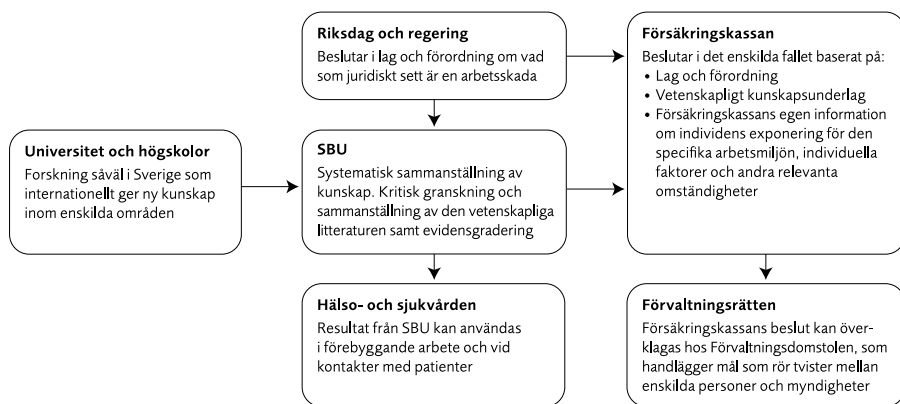 Riksdag och regering
Beslutar i lag och förordning om vad
som juridiskt sett är en arbetsskada
Försäkringskassan
Beslutar i det enskilda fallet baserat på:
• Lag och förordning
• Vetenskapligt kunskapsunderlag
• Försäkringskassans egen information
om individens exponering för den
specifika arbetsmiljön, individuella
faktorer och andra relevanta
omständigheter
Universitet och högskolor
Forskning såväl i Sverige som
internationellt ger ny kunskap
inom enskilda områden
SBU
Systematisk sammanställning av
kunskap. Kritisk granskning och
sammanställning av den vetenskapliga
litteraturen samt evidensgradering
Hälso- och sjukvården
Resultat från SBU kan användas
i förebyggande arbete och vid
kontakter med patienter
Förvaltningsrätten
Försäkringskassans beslut kan över-
klagas hos Förvaltningsdomstolen, som
handlägger mål som rör tvister mellan
enskilda personer och myndigheter